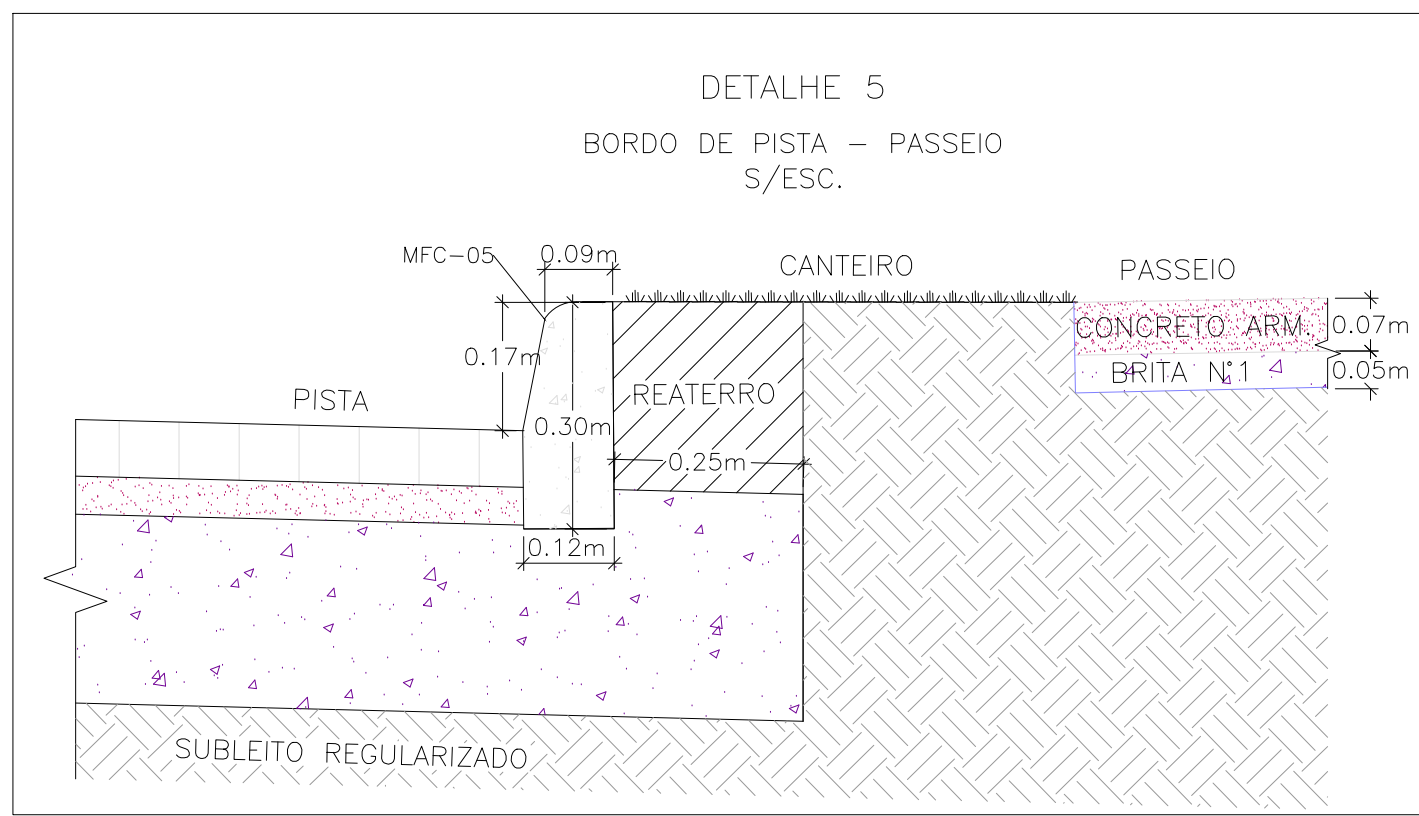 DETALHE 5
BORDO DE PISTA – PASSEIO
S/ESC.
MFC-05
0.09m
CANTEIRO
PASSEIO
CONCRETO ARM.
0.07m
0.17m
BRITA N°1
0.05m
PISTA
REATERRO
0.30m
0.25m
0.12m
SUBLEITO REGULARIZADO